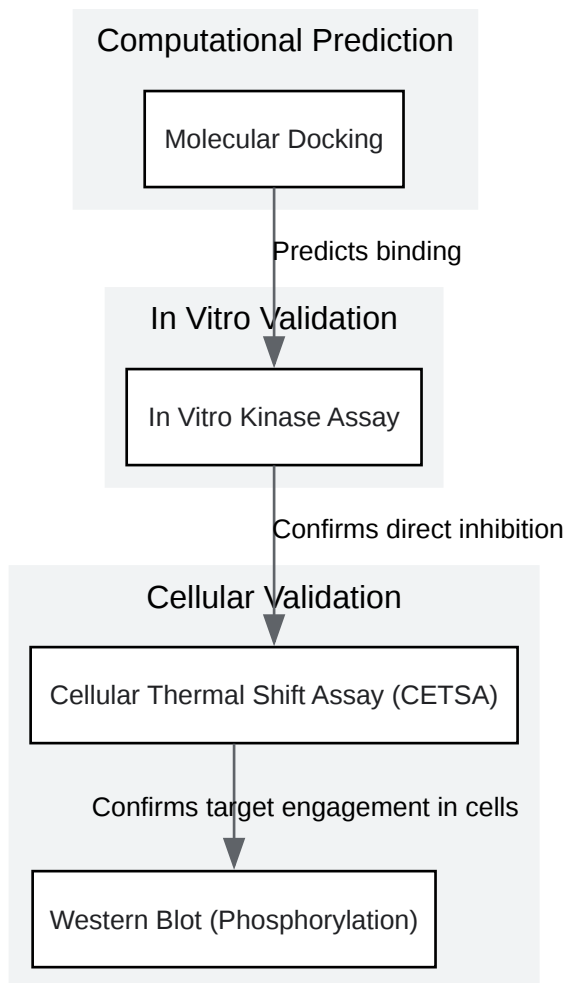 Computational Prediction
Molecular Docking
Predicts binding
In Vitro Validation
In Vitro Kinase Assay
Confirms direct inhibition
Cellular Validation
Cellular Thermal Shift Assay (CETSA)
Confirms target engagement in cells
Western Blot (Phosphorylation)